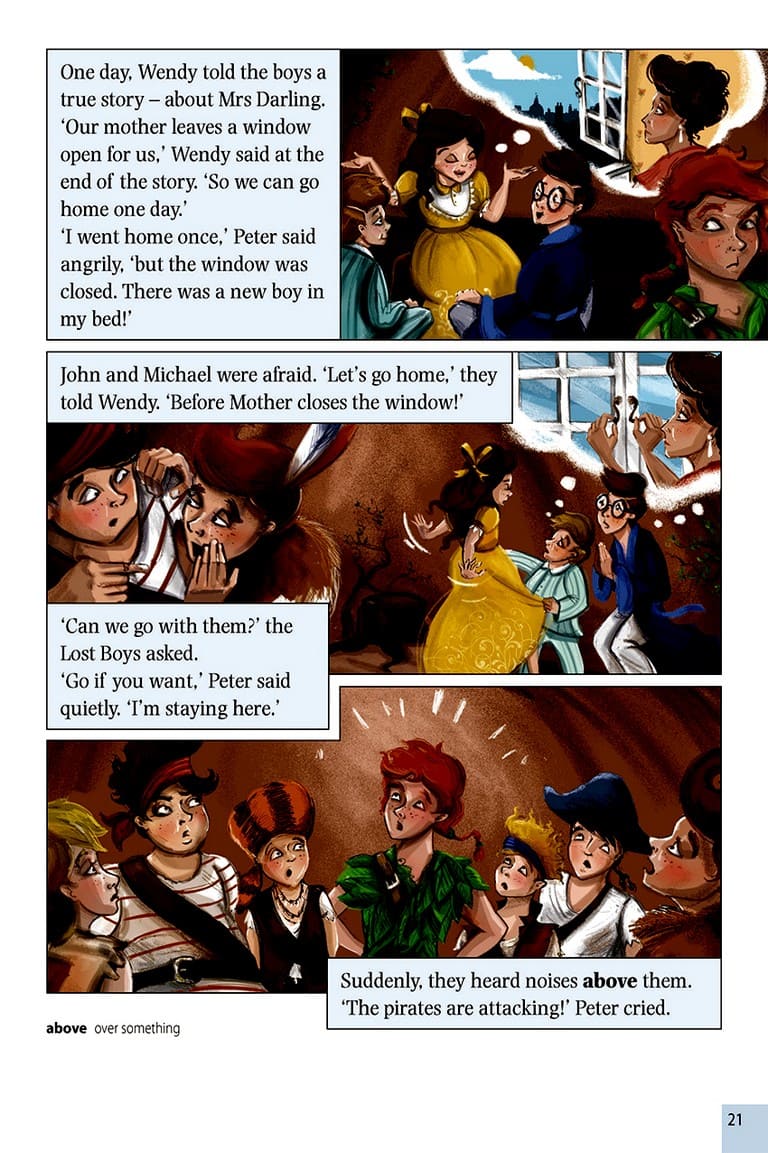 One day, Wendy told the boys a
true story – about Mrs Darling.
‘Our mother leaves a window
open for us,’ Wendy said at the
end of the story. ‘So we can go
home one day.’
‘I went home once,’ Peter said
angrily, ‘but the window was
closed. There was a new boy in
my bed!’
John and Michael were afraid. ‘Let’s go home,’ they
told Wendy. ‘Before Mother closes the window!’
‘Can we go with them?’ the
Lost Boys asked.
‘Go if you want,’ Peter said
quietly. ‘I’m staying here.’
Suddenly, they heard noises above them.
‘The pirates are attacking!’ Peter cried.
above over something
21